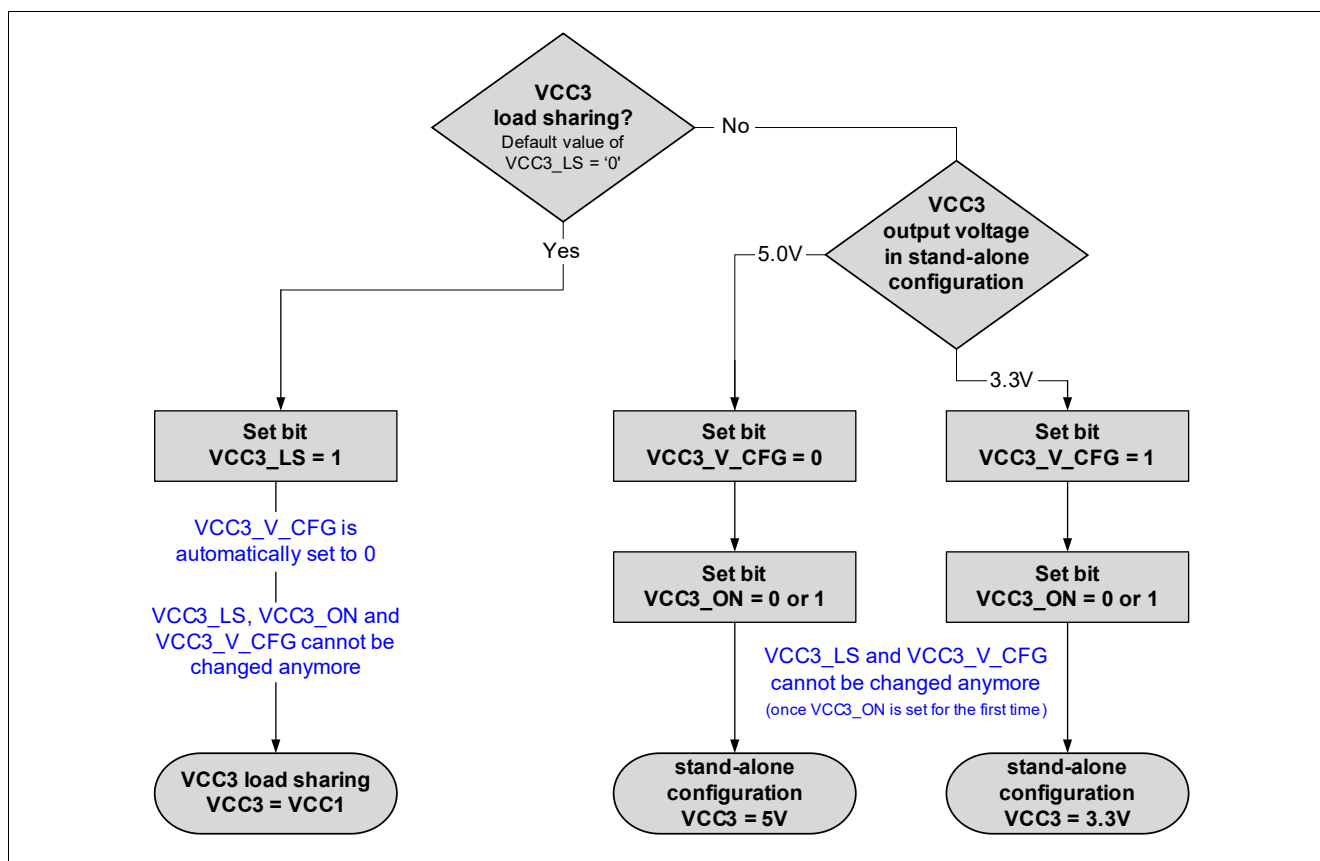 VCC3
load sharing?
Default value of
VCC3_LS = ‘0'
No
Yes
VCC3
output voltage
in stand-alone
configuration
5.0V
3.3V
Set bit
VCC3_LS = 1
Set bit
VCC3_V_CFG = 0
Set bit
VCC3_V_CFG = 1
VCC3_V_CFG is
automatically set to 0
VCC3_LS, VCC3_ON and
VCC3_V_CFG cannot be
changed anymore
Set bit
VCC3_ON = 0 or 1
Set bit
VCC3_ON = 0 or 1
VCC3_LS and VCC3_V_CFG
cannot be changed anymore
(once VCC3_ON is set for the first time)
VCC3 load sharing
VCC3 = VCC1
stand-alone
configuration
VCC3 = 5V
stand-alone
configuration
VCC3 = 3.3V